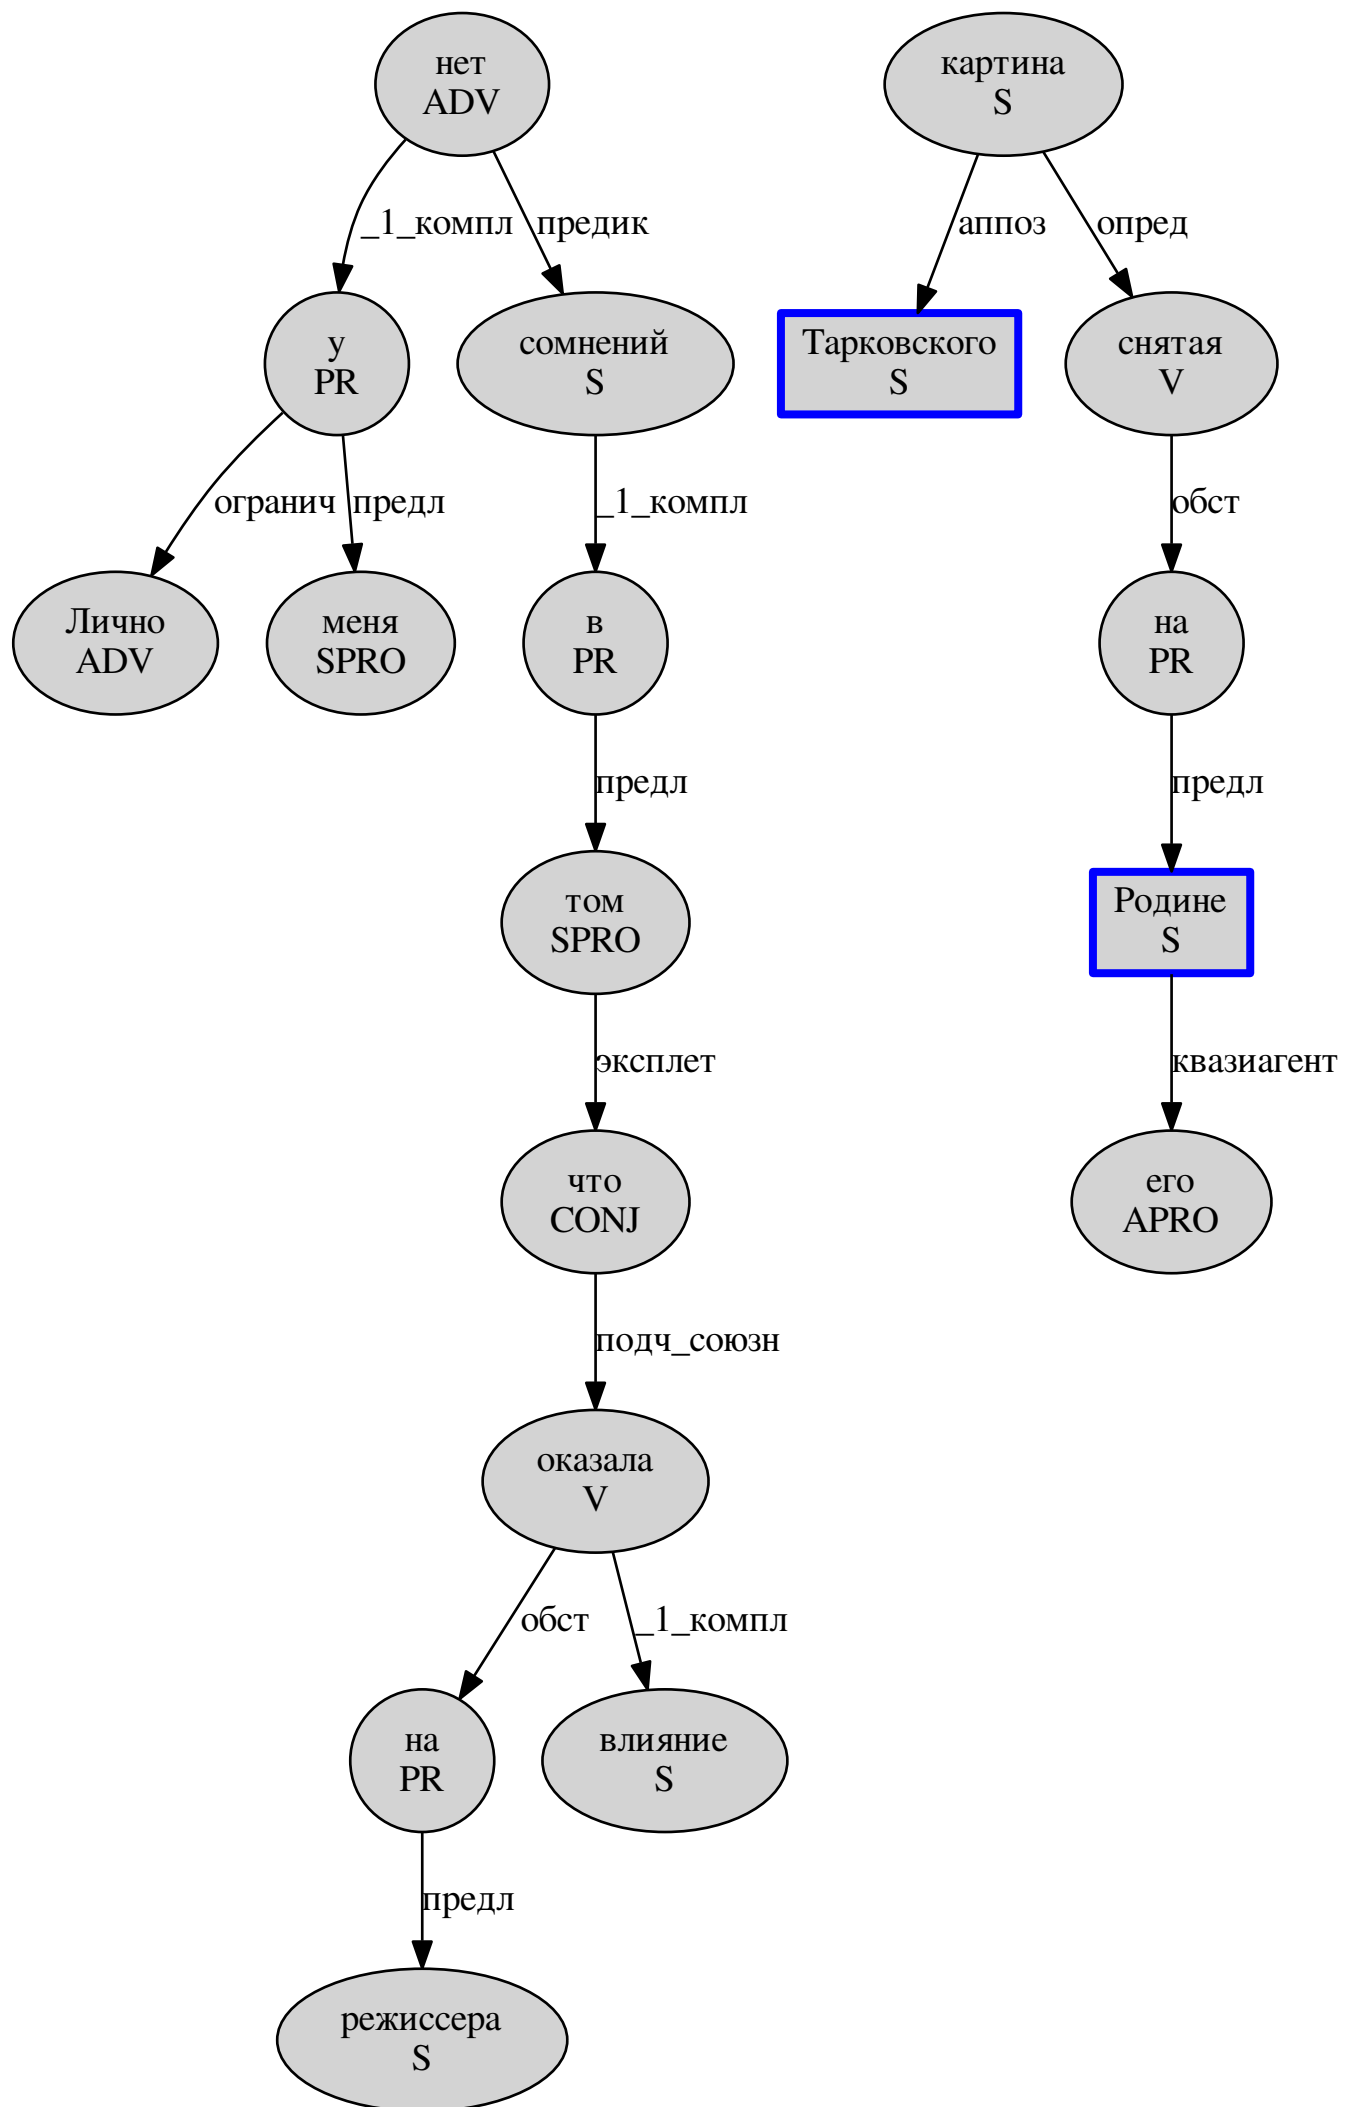 нет
ADV
картина
S
_1_компл
предик
аппоз
опред
у
PR
сомнений
S
Тарковского
S
снятая
V
огранич
предл
_1_компл
обст
Лично
ADV
меня
SPRO
в
PR
на
PR
предл
предл
том
SPRO
Родине
S
эксплет
квазиагент
что
CONJ
его
APRO
подч_союзн
оказала
V
обст
_1_компл
на
PR
влияние
S
предл
режиссера
S